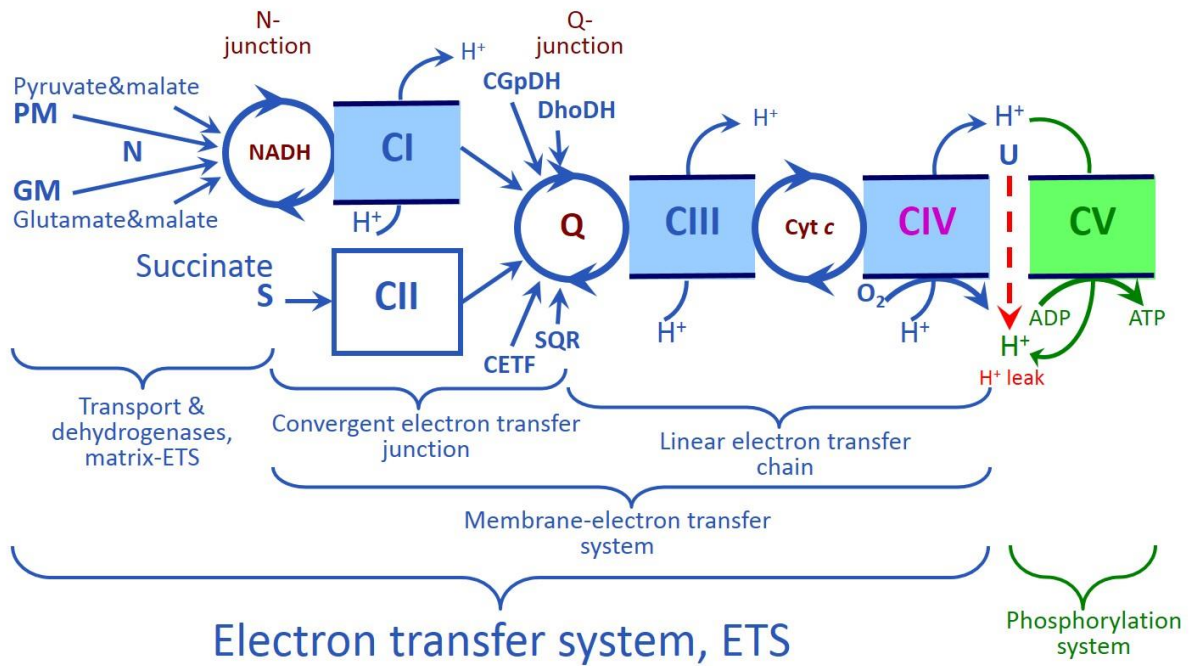 N-
junction
Q-
junction
H⁺
Pyruvate&malate
PM
N
GM
Glutamate&malate
NADH
CI
H⁺
CGpDH
DhoDH
Q
H⁺
CIII
H⁺
Cyt c
H⁺
U
CIV
CV
O₂
H⁺
ADP
ATP
H⁺
H⁺ leak
Succinate
S
CII
SQR
CETF
Transport &
dehydrogenases,
matrix-ETS
Convergent electron transfer
junction
Linear electron transfer
chain
Membrane-electron transfer
system
Electron transfer system, ETS
Phosphorylation
system